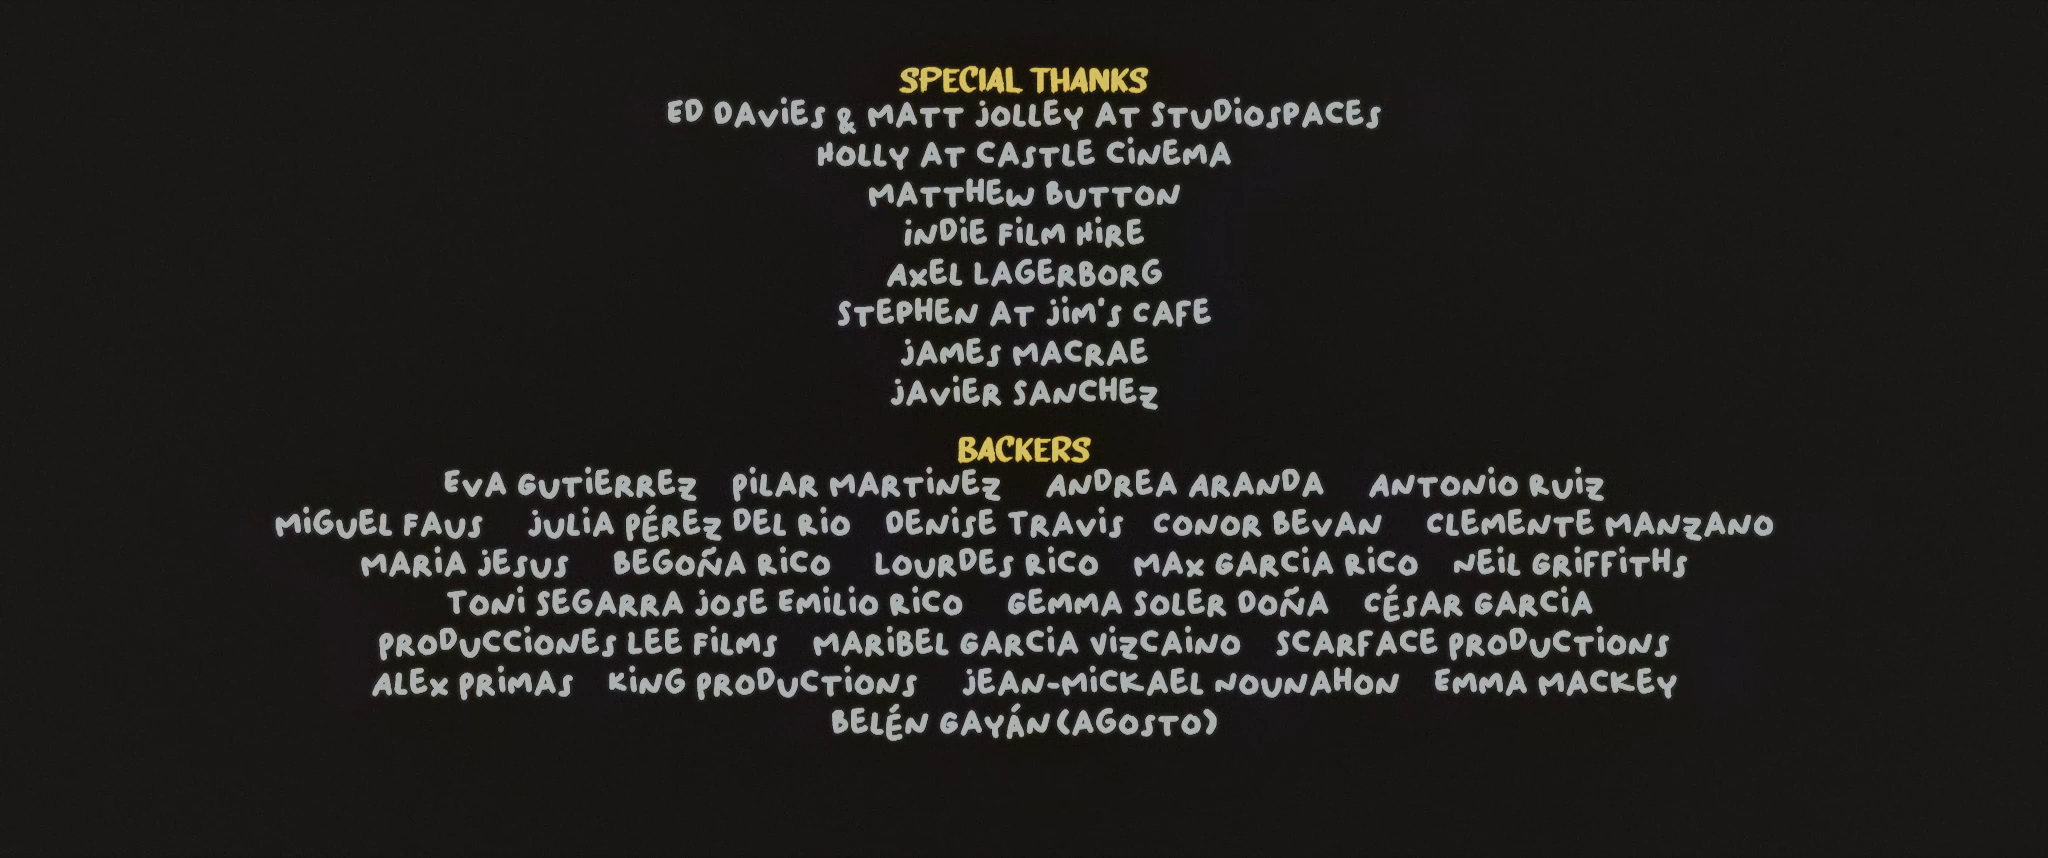 SPECIAL THANKS
ED DAViES & MATT jOLLEY AT STUDiOSPACES
HOLLY AT CASTLE CiNEMA
MATTHEW BUTTON
iNDiE FiLM HiRE
AXEL LAGERBORG
STEPHEN AT jiM'S CAFE
jAMES MACRAE
jAViER SANCHEZ
BACKERS
EVA GUTiERREZ PiLAR MARTiNEZ ANDREA ARANDA ANTONiO RUiZ
MiGUEL FAUS jULiA PÉREZ DEL RiO DENiSE TRAViS CONOR BEVAN CLEMENTE MANZANO
MARiA jESUS BEGOÑA RiCO LOURDES RiCO MAX GARCiA RiCO NEiL GRiFFiTHS
TONi SEGARRA jOSE EMiLiO RiCO GEMMA SOLER DOÑA CÉSAR GARCiA
PRODUCCiONES LEE FiLMS MARiBEL GARCiA ViZCAiNO SCARFACE PRODUCTiONS
ALEX PRiMAS KiNG PRODUCTiONS jEAN-MiCKAEL NOUNAHON EMMA MACKEY
BELÉN GAYÁN (AGOSTO)